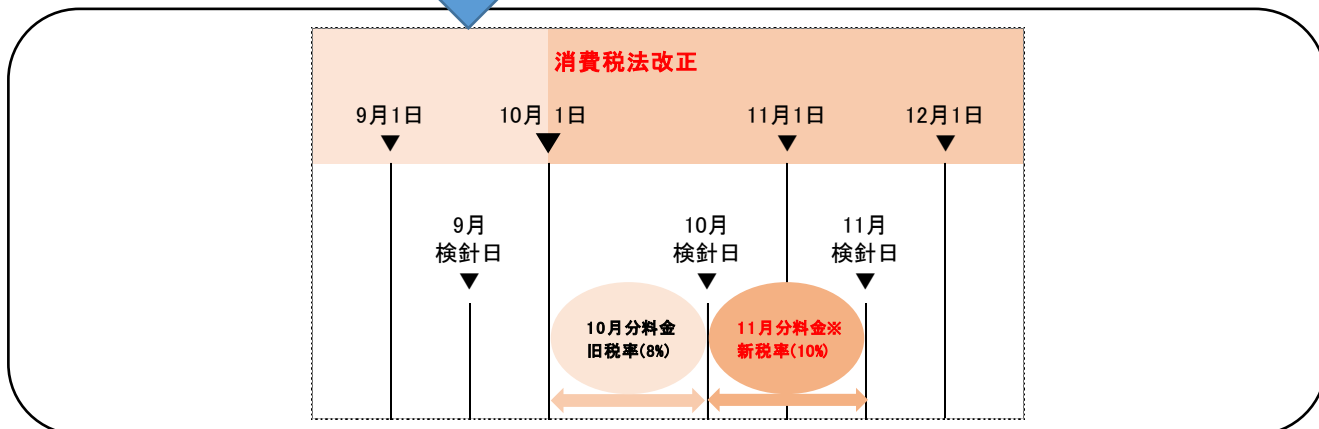 消費税法改正
9月1日
10月 1日
11月1日
12月1日
9月
検針日
10月
検針日
11月
検針日
10月分料金
旧税率(8%)
11月分料金※
新税率(10%)